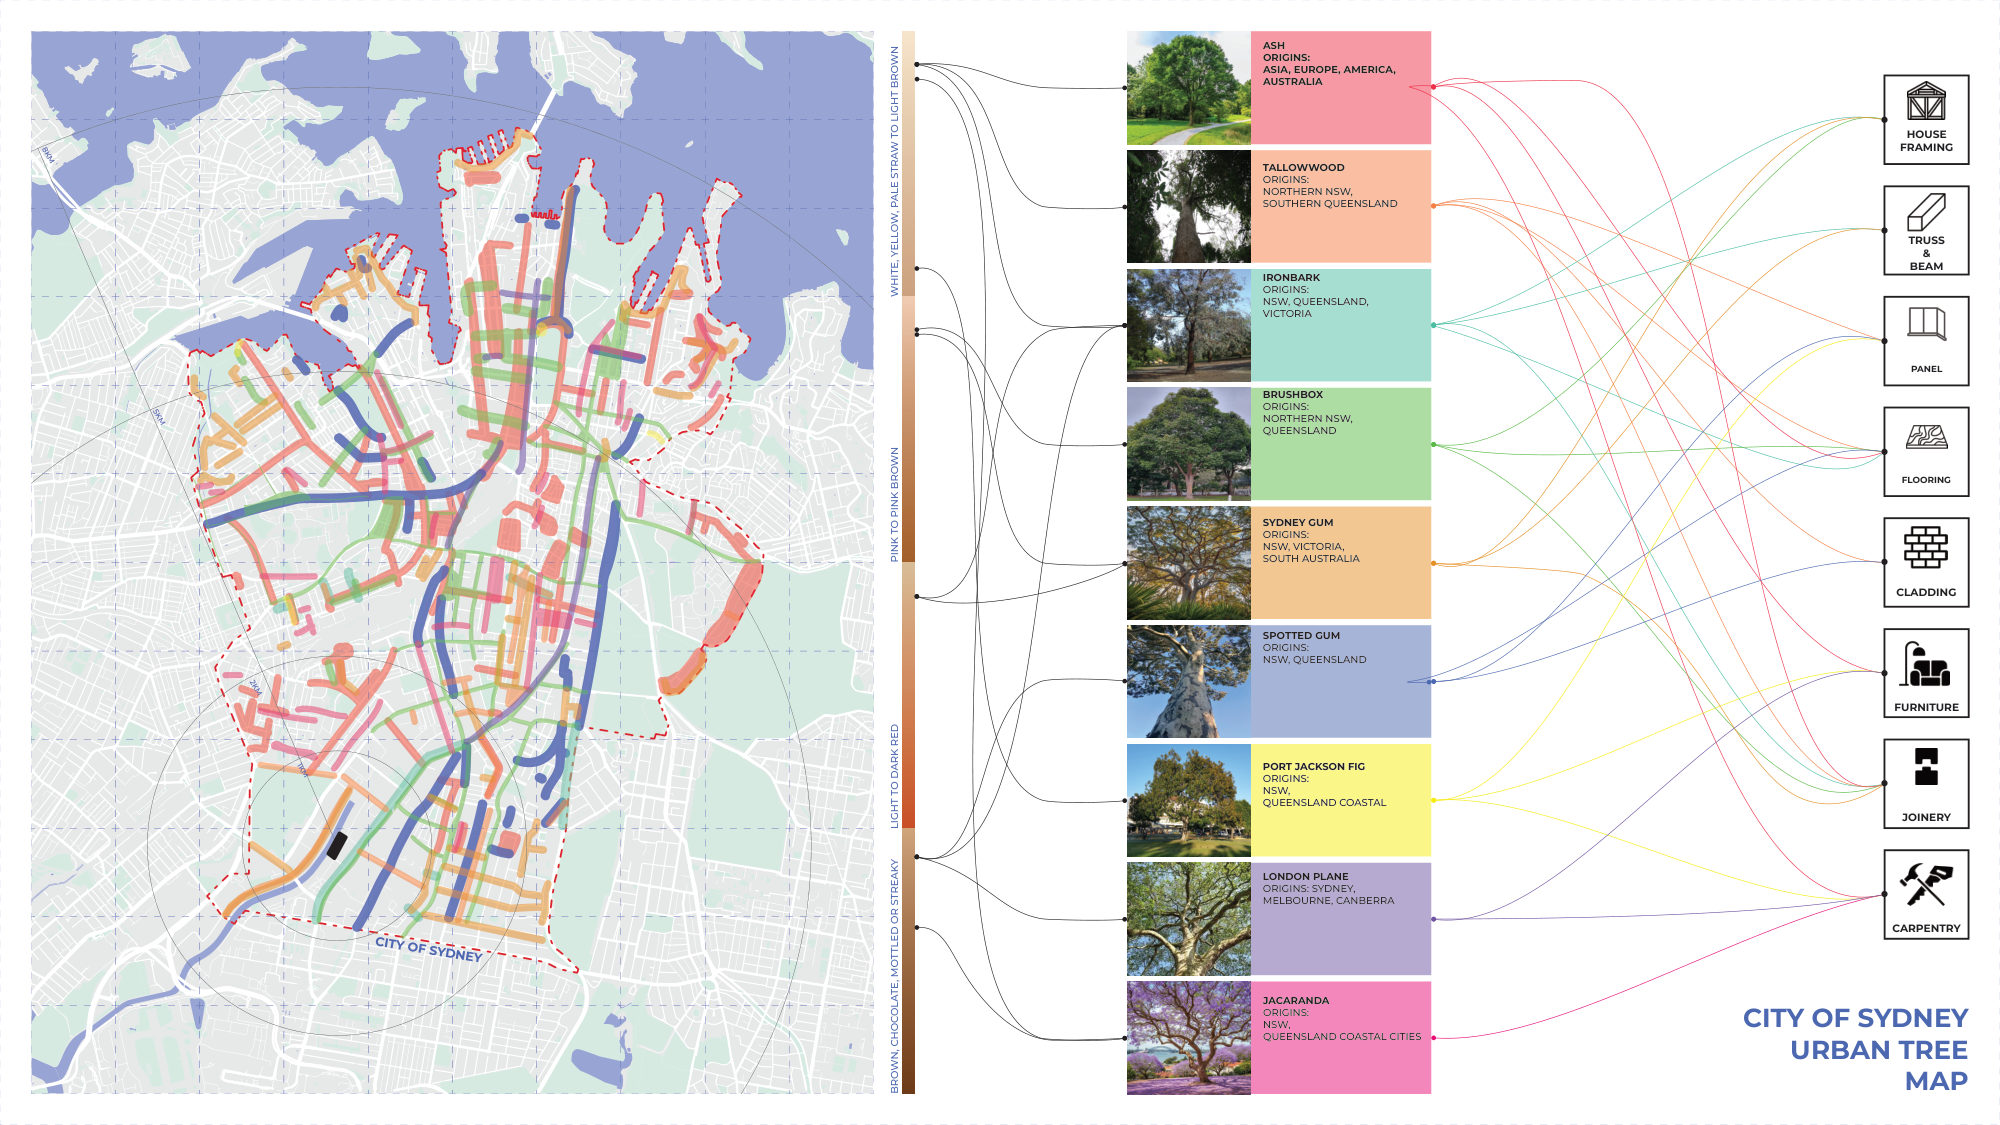 8KM
5KM
2KM
1KM
CITY OF SYDNEY
WHITE, YELLOW, PALE STRAW TO LIGHT BROWN
PINK TO PINK BROWN
LIGHT TO DARK RED
BROWN, CHOCOLATE, MOTTLED OR STREAKY
ASH
ORIGINS:
ASIA, EUROPE, AMERICA,
AUSTRALIA
TALLOWWOOD
ORIGINS:
NORTHERN NSW,
SOUTHERN QUEENSLAND
IRONBARK
ORIGINS:
NSW, QUEENSLAND,
VICTORIA
BRUSHBOX
ORIGINS:
NORTHERN NSW,
QUEENSLAND
SYDNEY GUM
ORIGINS:
NSW, VICTORIA,
SOUTH AUSTRALIA
SPOTTED GUM
ORIGINS:
NSW, QUEENSLAND
PORT JACKSON FIG
ORIGINS:
NSW,
QUEENSLAND COASTAL
LONDON PLANE
ORIGINS: SYDNEY,
MELBOURNE, CANBERRA
JACARANDA
ORIGINS:
NSW,
QUEENSLAND COASTAL CITIES
HOUSE
FRAMING
TRUSS
&
BEAM
PANEL
FLOORING
CLADDING
FURNITURE
JOINERY
CARPENTRY
CITY OF SYDNEY
URBAN TREE
MAP